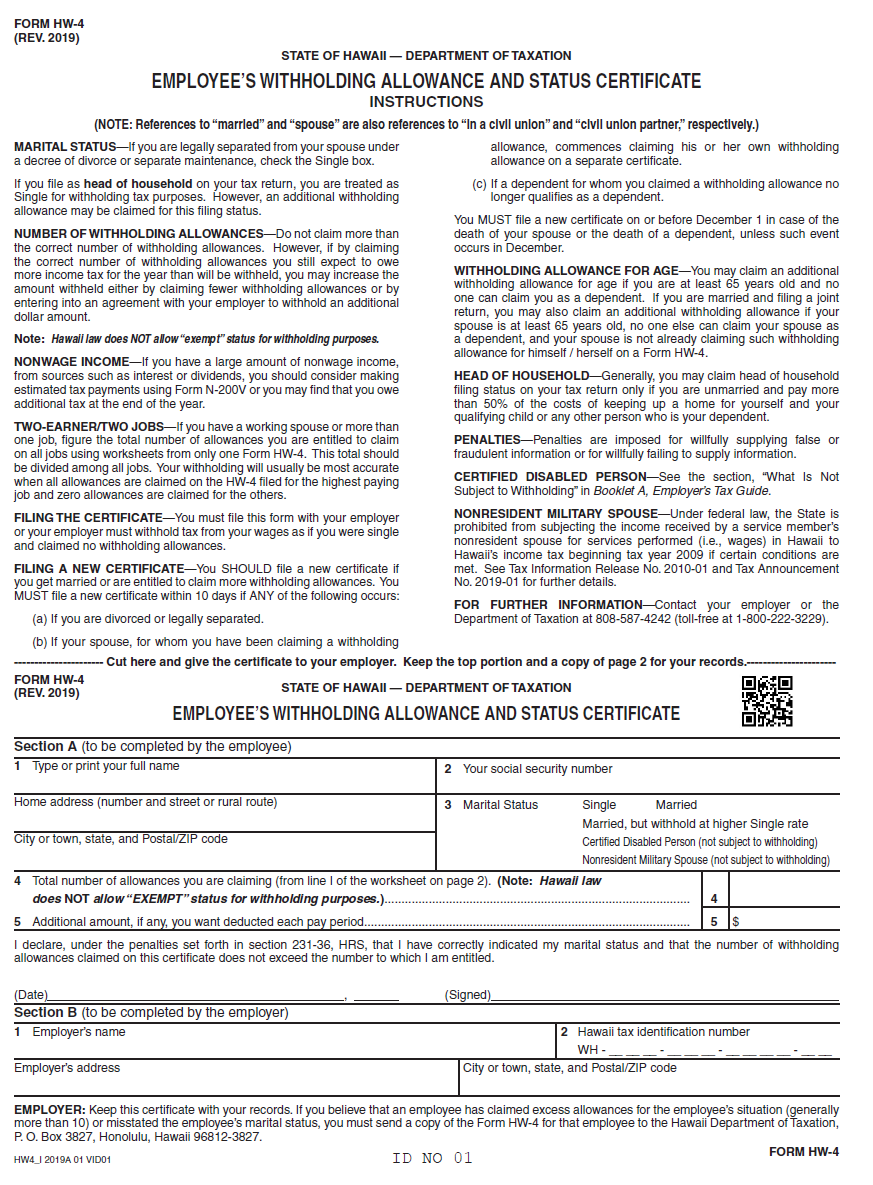 FORM HW-4
(REV. 2019)
STATE OF HAWAII — DEPARTMENT OF TAXATION
EMPLOYEE'S WITHHOLDING ALLOWANCE AND STATUS CERTIFICATE
INSTRUCTIONS
(NOTE: References to “married” and “spouse” are also references to “in a civil union” and “civil union partner,” respectively.)
MARITAL STATUS—If you are legally separated from your spouse under
a decree of divorce or separate maintenance, check the Single box.
If you file as head of household on your tax return, you are treated as
Single for withholding tax purposes. However, an additional withholding
allowance may be claimed for this filing status.
NUMBER OF WITHHOLDING ALLOWANCES—Do not claim more than
the correct number of withholding allowances. However, if by claiming
the correct number of withholding allowances you still expect to owe
more income tax for the year than will be withheld, you may increase the
amount withheld either by claiming fewer withholding allowances or by
entering into an agreement with your employer to withhold an additional
dollar amount.
Note: Hawaii law does NOT allow “exempt” status for withholding purposes.
NONWAGE INCOME—If you have a large amount of nonwage income,
from sources such as interest or dividends, you should consider making
estimated tax payments using Form N-200V or you may find that you owe
additional tax at the end of the year.
TWO-EARNER/TWO JOBS—If you have a working spouse or more than
one job, figure the total number of allowances you are entitled to claim
on all jobs using worksheets from only one Form HW-4. This total should
be divided among all jobs. Your withholding will usually be most accurate
when all allowances are claimed on the HW-4 filed for the highest paying
job and zero allowances are claimed for the others.
FILING THE CERTIFICATE—You must file this form with your employer
or your employer must withhold tax from your wages as if you were single
and claimed no withholding allowances.
FILING A NEW CERTIFICATE—You SHOULD file a new certificate if
you get married or are entitled to claim more withholding allowances. You
MUST file a new certificate within 10 days if ANY of the following occurs:
(a) If you are divorced or legally separated.
(b) If your spouse, for whom you have been claiming a withholding
allowance, commences claiming his or her own withholding
allowance on a separate certificate.
(c) If a dependent for whom you claimed a withholding allowance no
longer qualifies as a dependent.
You MUST file a new certificate on or before December 1 in case of the
death of your spouse or the death of a dependent, unless such event
occurs in December.
WITHHOLDING ALLOWANCE FOR AGE—You may claim an additional
withholding allowance for age if you are at least 65 years old and no
one can claim you as a dependent. If you are married and filing a joint
return, you may also claim an additional withholding allowance if your
spouse is at least 65 years old, no one else can claim your spouse as
a dependent, and your spouse is not already claiming such withholding
allowance for himself / herself on a Form HW-4.
HEAD OF HOUSEHOLD—Generally, you may claim head of household
filing status on your tax return only if you are unmarried and pay more
than 50% of the costs of keeping up a home for yourself and your
qualifying child or any other person who is your dependent.
PENALTIES—Penalties are imposed for willfully supplying false or
fraudulent information or for willfully failing to supply information.
CERTIFIED DISABLED PERSON—See the section, “What Is Not
Subject to Withholding” in Booklet A, Employer's Tax Guide.
NONRESIDENT MILITARY SPOUSE—Under federal law, the State is
prohibited from subjecting the income received by a service member's
nonresident spouse for services performed (i.e., wages) in Hawaii to
Hawaii's income tax beginning tax year 2009 if certain conditions are
met. See Tax Information Release No. 2010-01 and Tax Announcement
No. 2019-01 for further details.
FOR FURTHER INFORMATION—Contact your employer or the
Department of Taxation at 808-587-4242 (toll-free at 1-800-222-3229).
---------------------- Cut here and give the certificate to your employer. Keep the top portion and a copy of page 2 for your records.----------------------
FORM HW-4
(REV. 2019)
STATE OF HAWAII — DEPARTMENT OF TAXATION
EMPLOYEE'S WITHHOLDING ALLOWANCE AND STATUS CERTIFICATE
Section A (to be completed by the employee)
1 Type or print your full name
2 Your social security number
Home address (number and street or rural route)
3 Marital Status Single Married
Married, but withhold at higher Single rate
City or town, state, and Postal/ZIP code
Certified Disabled Person (not subject to withholding)
Nonresident Military Spouse (not subject to withholding)
4 Total number of allowances you are claiming (from line I of the worksheet on page 2). (Note: Hawaii law
does NOT allow “EXEMPT” status for withholding purposes.).......... 4
5 Additional amount, if any, you want deducted each pay period.......... 5 $
I declare, under the penalties set forth in section 231-36, HRS, that I have correctly indicated my marital status and that the number of withholding
allowances claimed on this certificate does not exceed the number to which I am entitled.
(Date)__________, ____ (Signed)__________
Section B (to be completed by the employer)
1 Employer's name
2 Hawaii tax identification number
WH - __ __ __ - __ __ __ - __ __ __ __ - __ __
Employer's address
City or town, state, and Postal/ZIP code
EMPLOYER: Keep this certificate with your records. If you believe that an employee has claimed excess allowances for the employee's situation (generally
more than 10) or misstated the employee's marital status, you must send a copy of the Form HW-4 for that employee to the Hawaii Department of Taxation,
P. O. Box 3827, Honolulu, Hawaii 96812-3827.
FORM HW-4
HW4_I 2019A 01 VID01
ID NO 01